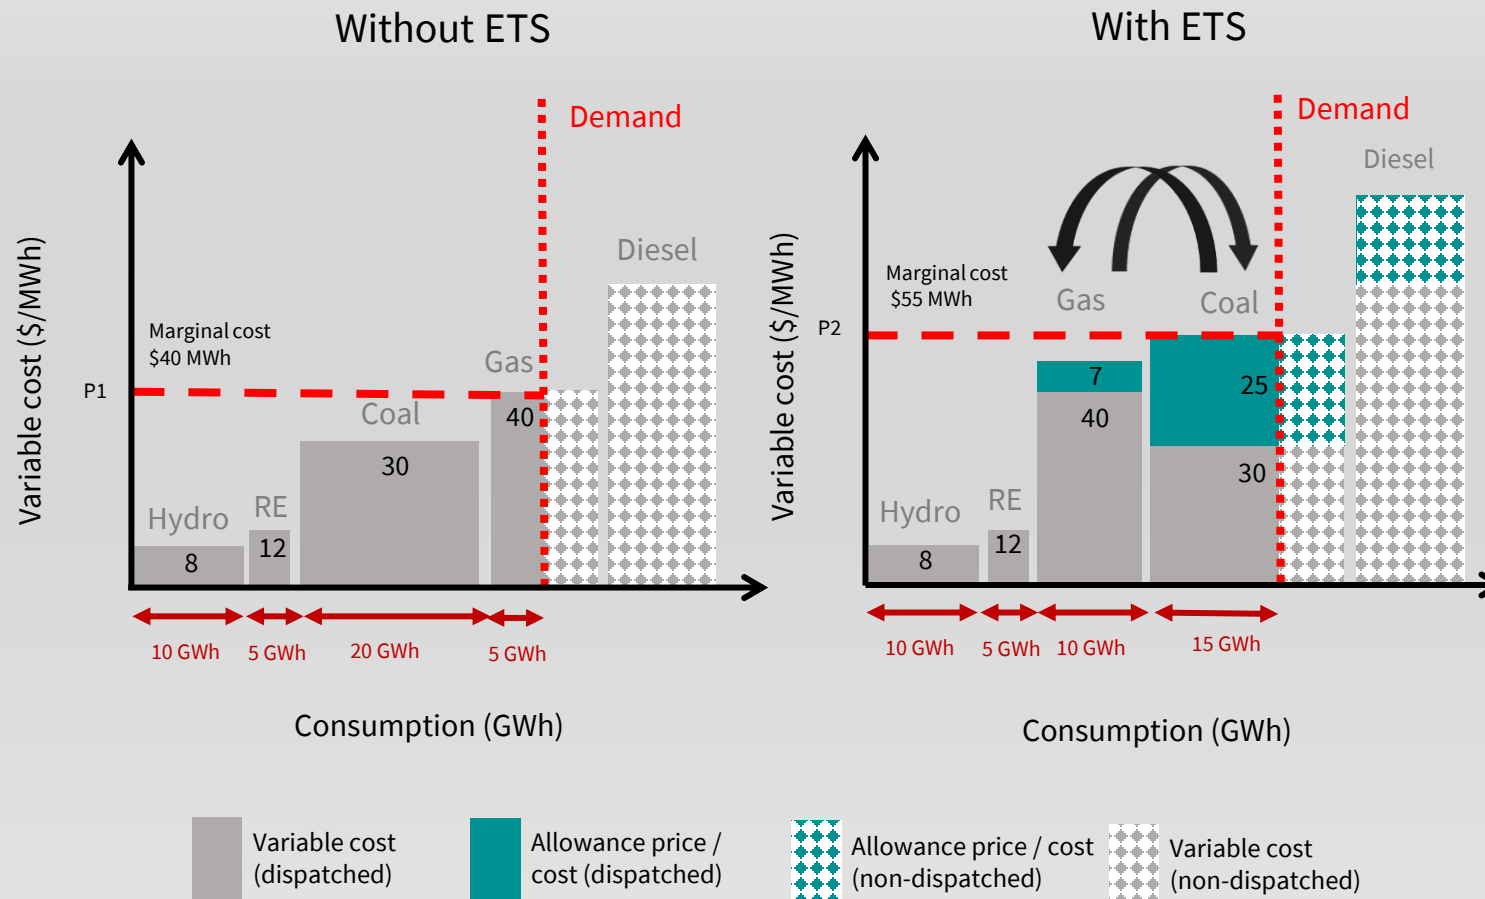 Without ETS
Demand
Diesel
Marginal cost
$40 MWh
Gas
P1
Coal
40
30
RE
Hydro
12
8
Variable cost ($/MWh)
10 GWh
5 GWh
20 GWh
5 GWh
Consumption (GWh)
With ETS
Demand
Diesel
Marginal cost
$55 MWh
Gas
Coal
P2
7
25
40
30
RE
Hydro
12
8
Variable cost ($/MWh)
10 GWh
5 GWh
10 GWh
15 GWh
Consumption (GWh)
Variable cost
(dispatched)
Allowance price /
cost (dispatched)
Allowance price / cost
(non-dispatched)
Variable cost
(non-dispatched)